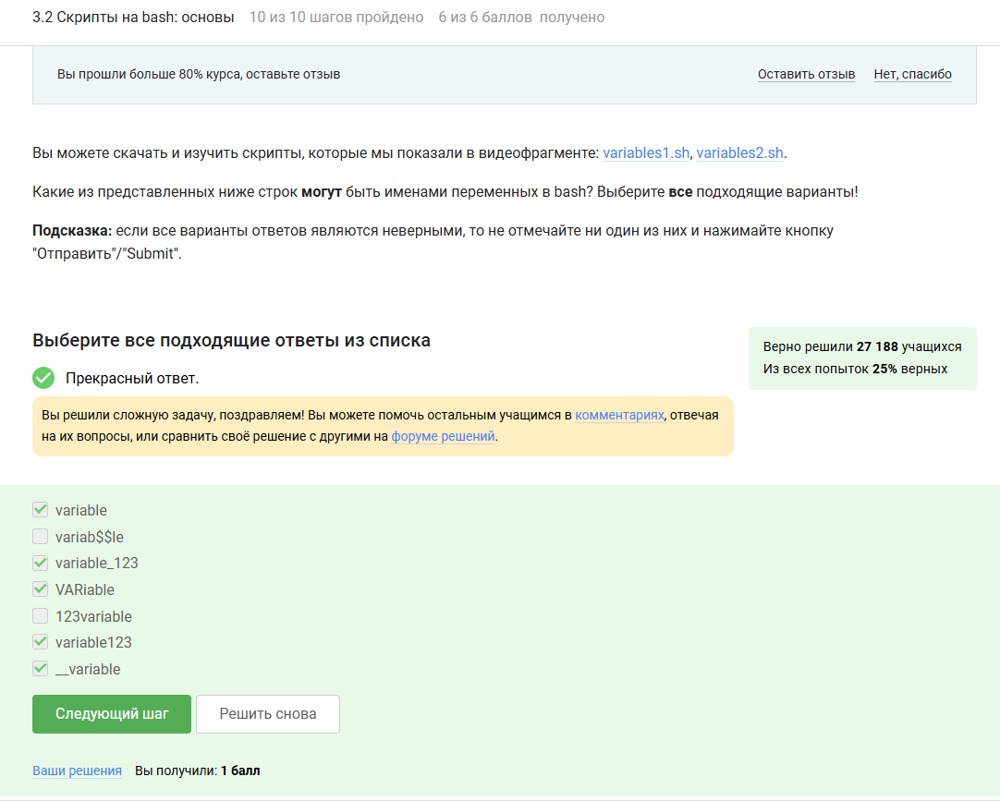 3.2 Скрипты на bash: основы 10 из 10 шагов пройдено 6 из 6 баллов получено
Вы прошли больше 80% курса, оставьте отзыв Оставить отзыв Нет, спасибо
Вы можете скачать и изучить скрипты, которые мы показали в видеофрагменте: variables1.sh, variables2.sh.
Какие из представленных ниже строк могут быть именами переменных в bash? Выберите все подходящие варианты!
Подсказка: если все варианты ответов являются неверными, то не отмечайте ни один из них и нажимайте кнопку
"Отправить"/"Submit".
Выберите все подходящие ответы из списка
Прекрасный ответ.
Вы решили сложную задачу, поздравляем! Вы можете помочь остальным учащимся в комментариях, отвечая
на их вопросы, или сравнить своё решение с другими на форуме решений.
Верно решили 27 188 учащихся
Из всех попыток 25% верных
variable
variab$$le
variable_123
VARiable
123variable
variable123
__variable
Следующий шаг Решить снова
Ваши решения Вы получили: 1 балл